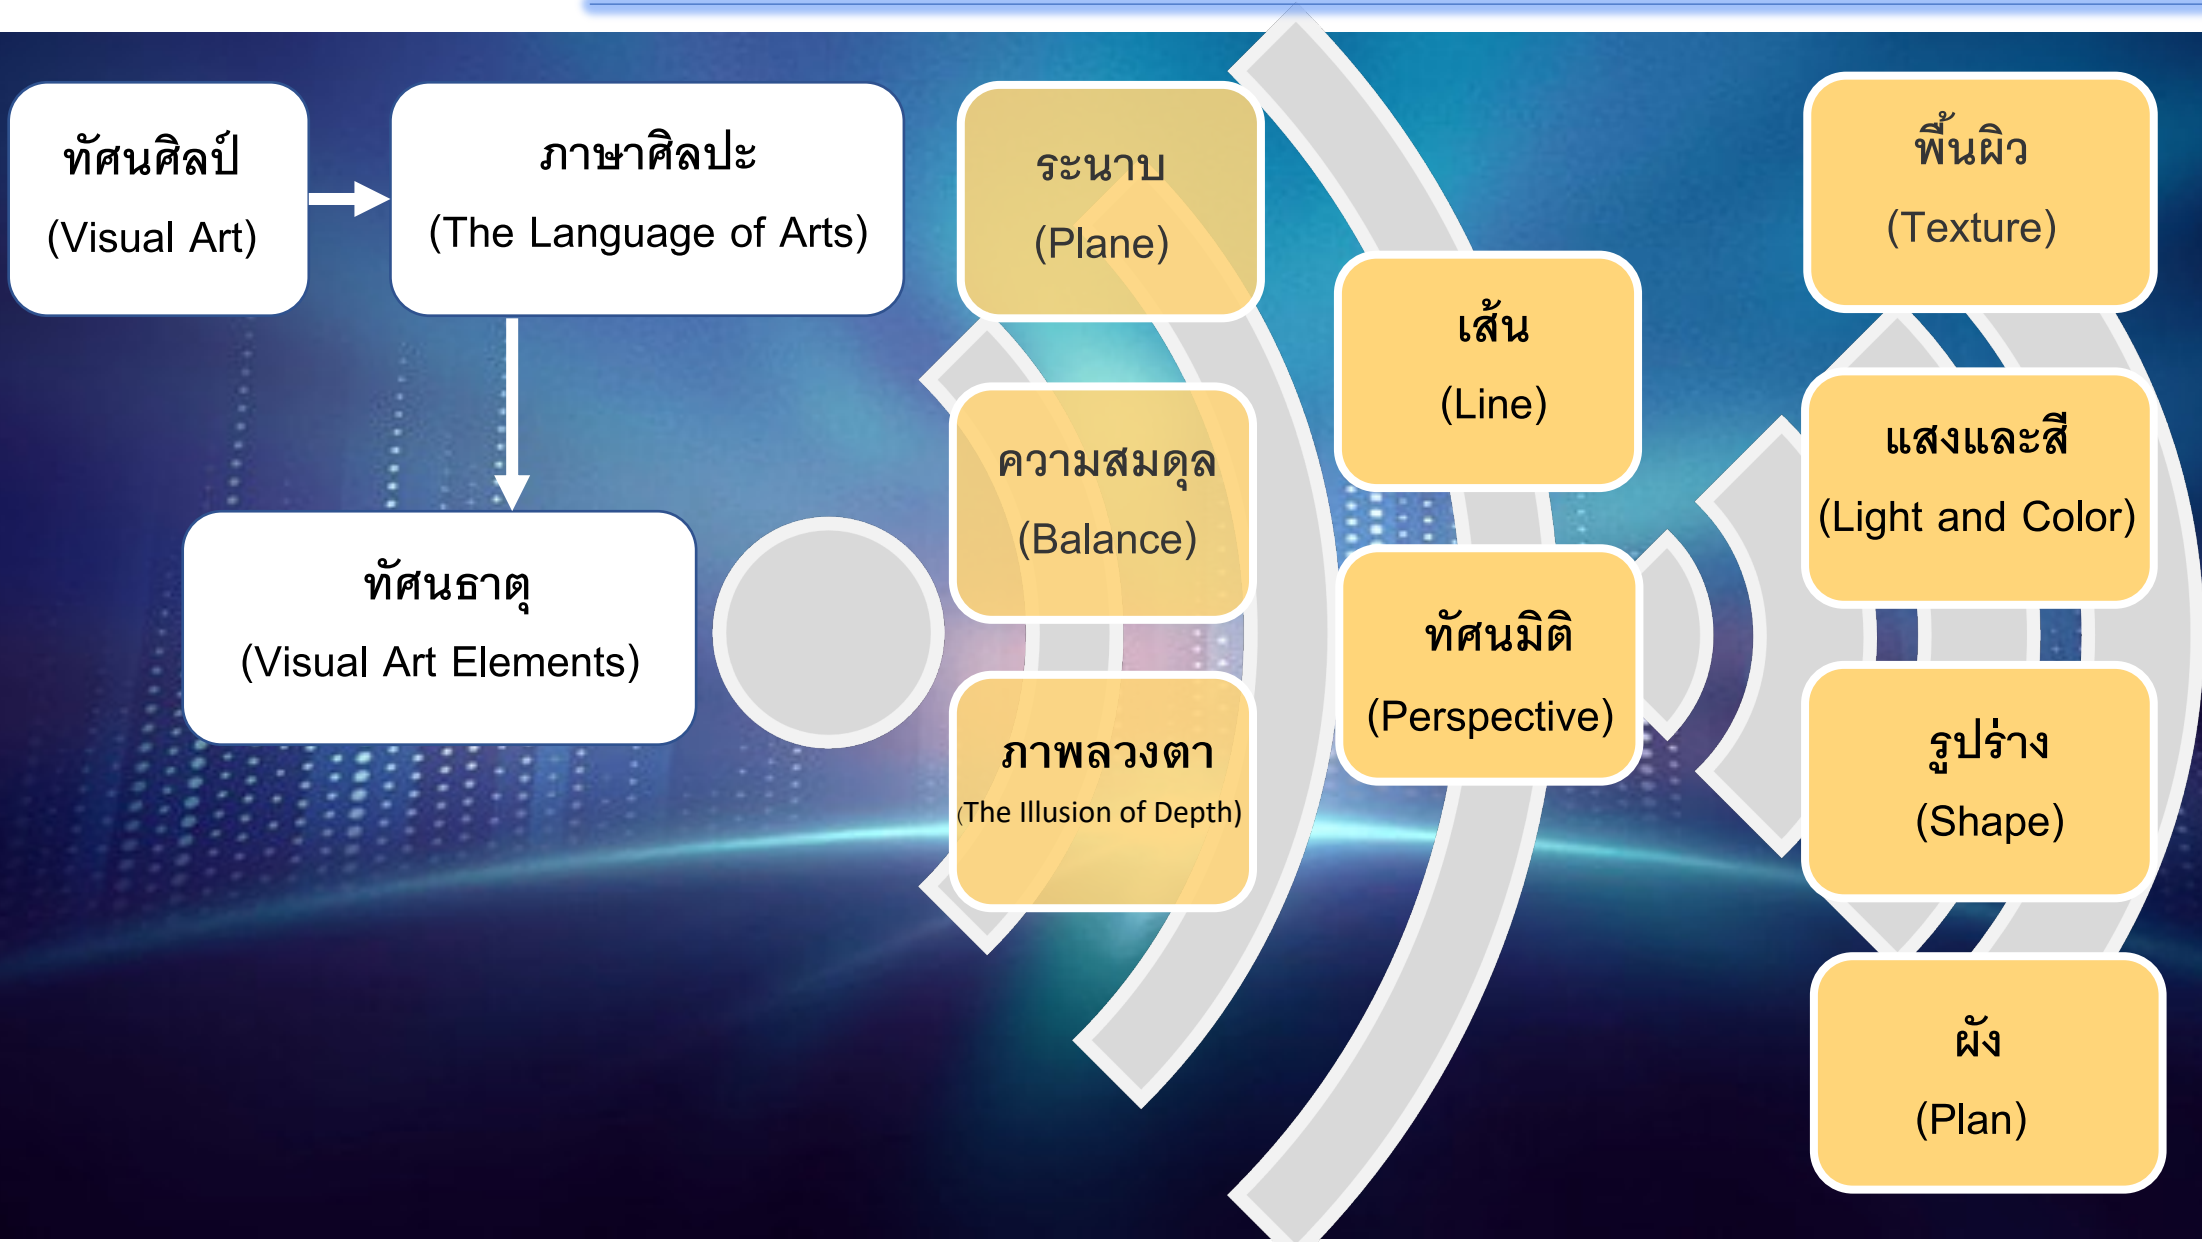 ทัศนศิลป์
(Visual Art)
ภาษาศิลปะ
(The Language of Arts)
ทัศนธาตุ
(Visual Art Elements)
ระนาบ
(Plane)
ความสมดุล
(Balance)
ภาพลวงตา
(The Illusion of Depth)
เส้น
(Line)
ทัศนมิติ
(Perspective)
พื้นผิว
(Texture)
แสงและสี
(Light and Color)
รูปร่าง
(Shape)
ผัง
(Plan)